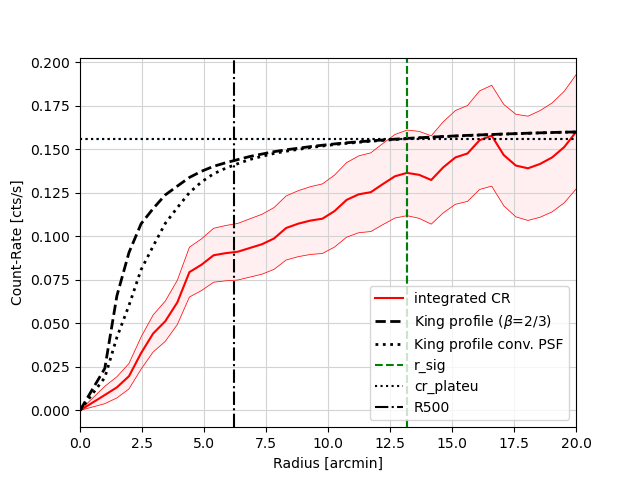 0.200
0.175
0.150
0.125
0.100
0.075
0.050
0.025
0.000
Count-Rate [cts/s]
integrated CR
King profile (β=2/3)
King profile conv. PSF
r_sig
cr_plateu
R500
0.0 2.5 5.0 7.5 10.0 12.5 15.0 17.5 20.0
Radius [arcmin]